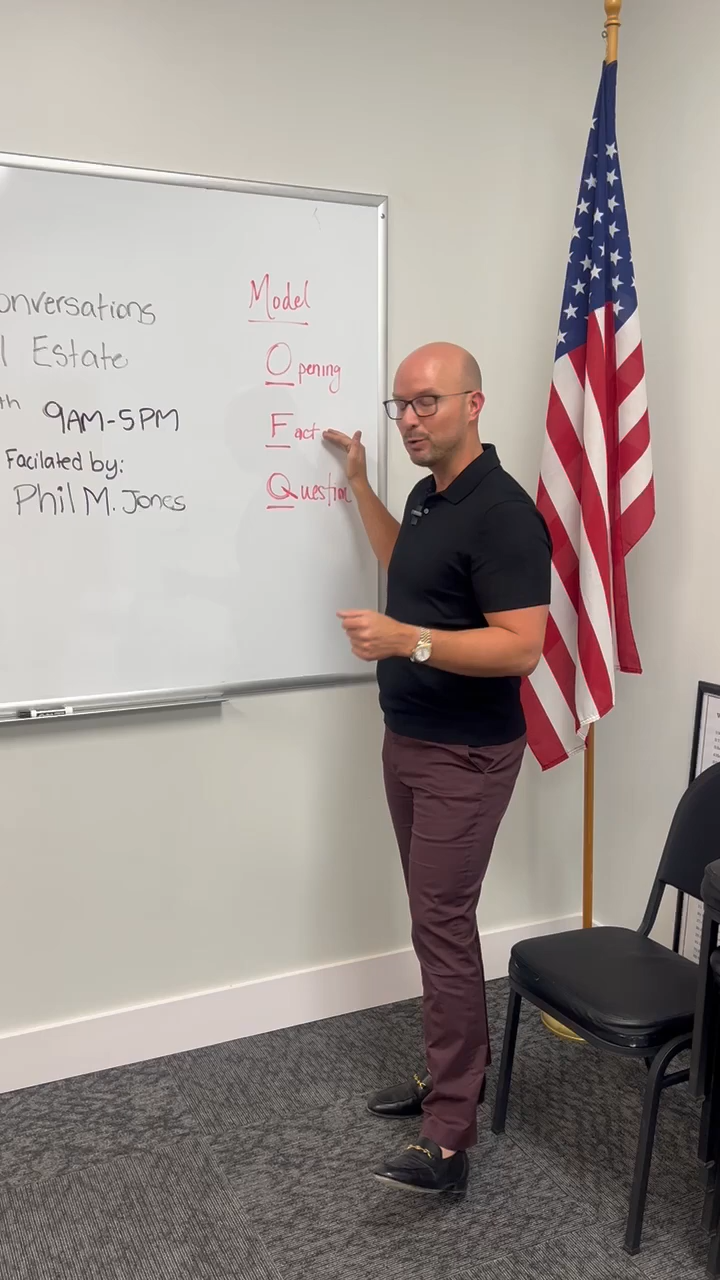 onversations
l Estate
th 9AM-5PM
Facilated by:
Phil M. Jones
Model
Opening
Fact
Question